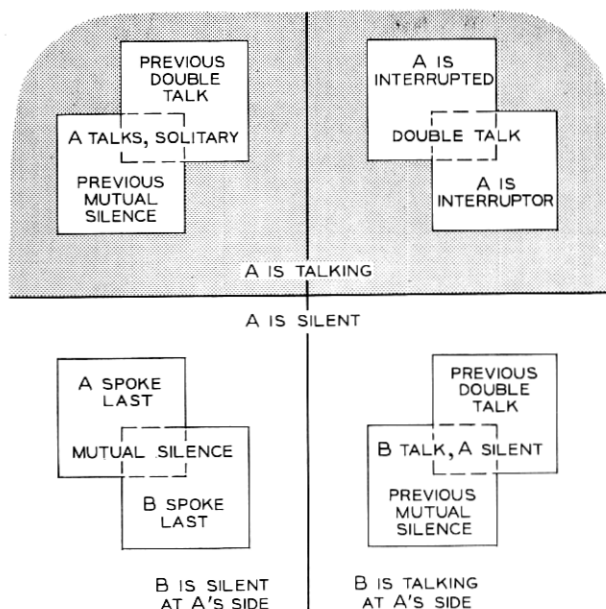 PREVIOUS
DOUBLE
TALK
A TALKS, SOLITARY
PREVIOUS
MUTUAL
SILENCE
A IS
INTERRUPTED
DOUBLE TALK
A IS
INTERRUPTOR
A IS TALKING
A IS SILENT
A SPOKE
LAST
MUTUAL SILENCE
B SPOKE
LAST
PREVIOUS
DOUBLE
TALK
B TALK, A SILENT
PREVIOUS
MUTUAL
SILENCE
B IS SILENT
AT A'S SIDE
B IS TALKING
AT A'S SIDE